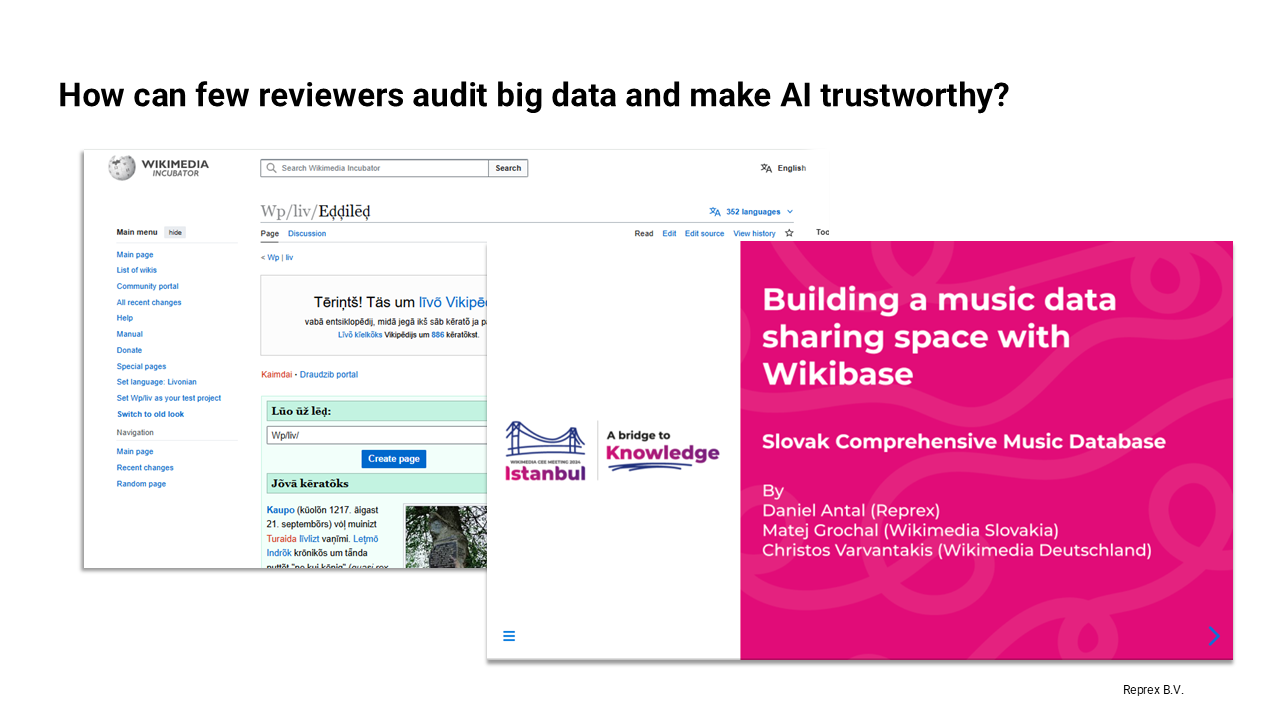 How can few reviewers audit big data and make AI trustworthy?
WIKIMEDIA
INCUBATOR
Search Wikimedia Incubator
Search
English
Wp/liv/Eḑḑilēḑ
352 languages
Main menu
hide
Page
Discussion
Read
Edit
Edit source
View history
Main page
List of wikis
Community portal
All recent changes
Help
Manual
Donate
Special pages
Set language: Livonian
Set Wp/liv as your test project
Switch to old look
Navigation
Main page
Recent changes
Random page
< Wp | liv
Tēriņtš! Täs um līvõ
vabā entsiklopēdij, midā jegā ikš sāb kēratõ ja
Līvõ kīelkõks Vikipēdijs um 886 kēratõkst.
Kaimdai • Draudzib portal
Lūo ūž lēḑ:
Wp/liv/
Create page
Jõvā kēratõks
Kaupo (kūolõn 1217. āigast
21. septembõrs) vȯļ muinizt
Turaida līvlizt vaņīmi. Leţmõ
Indrõk krōnikõs um tǟnda
A bridge to
Knowledge
WIKIMEDIA CEE MEETING 2024
Istanbul
Building a music data
sharing space with
Wikibase
Slovak Comprehensive Music Database
By
Daniel Antal (Reprex)
Matej Grochal (Wikimedia Slovakia)
Christos Varvantakis (Wikimedia Deutschland)
Reprex B.V.